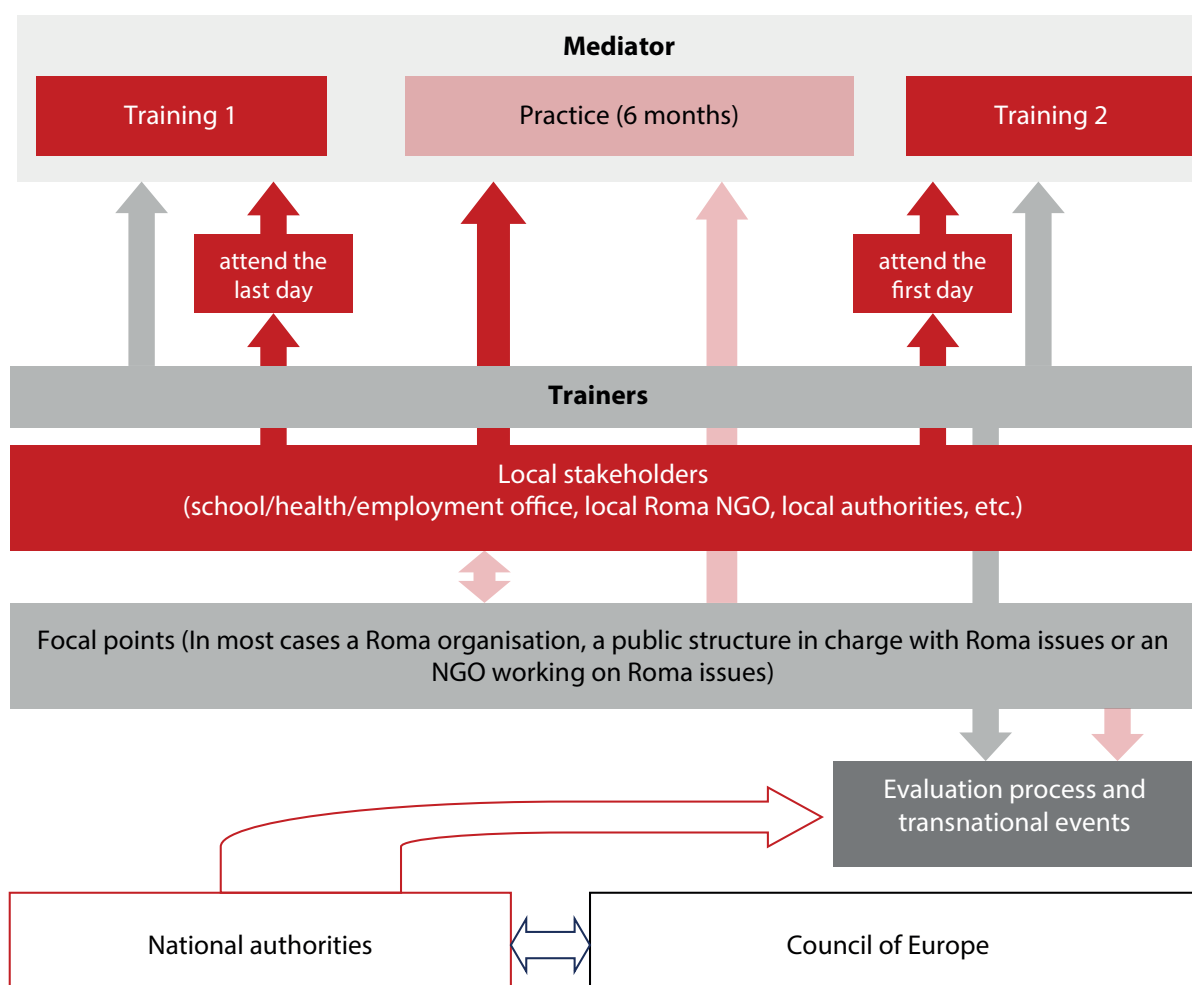 Mediator
Training 1
Practice (6 months)
Training 2
attend the
last day
attend the
first day
Trainers
Local stakeholders
(school/health/employment office, local Roma NGO, local authorities, etc.)
Focal points (In most cases a Roma organisation, a public structure in charge with Roma issues or an
NGO working on Roma issues)
Evaluation process and
transnational events
National authorities
Council of Europe